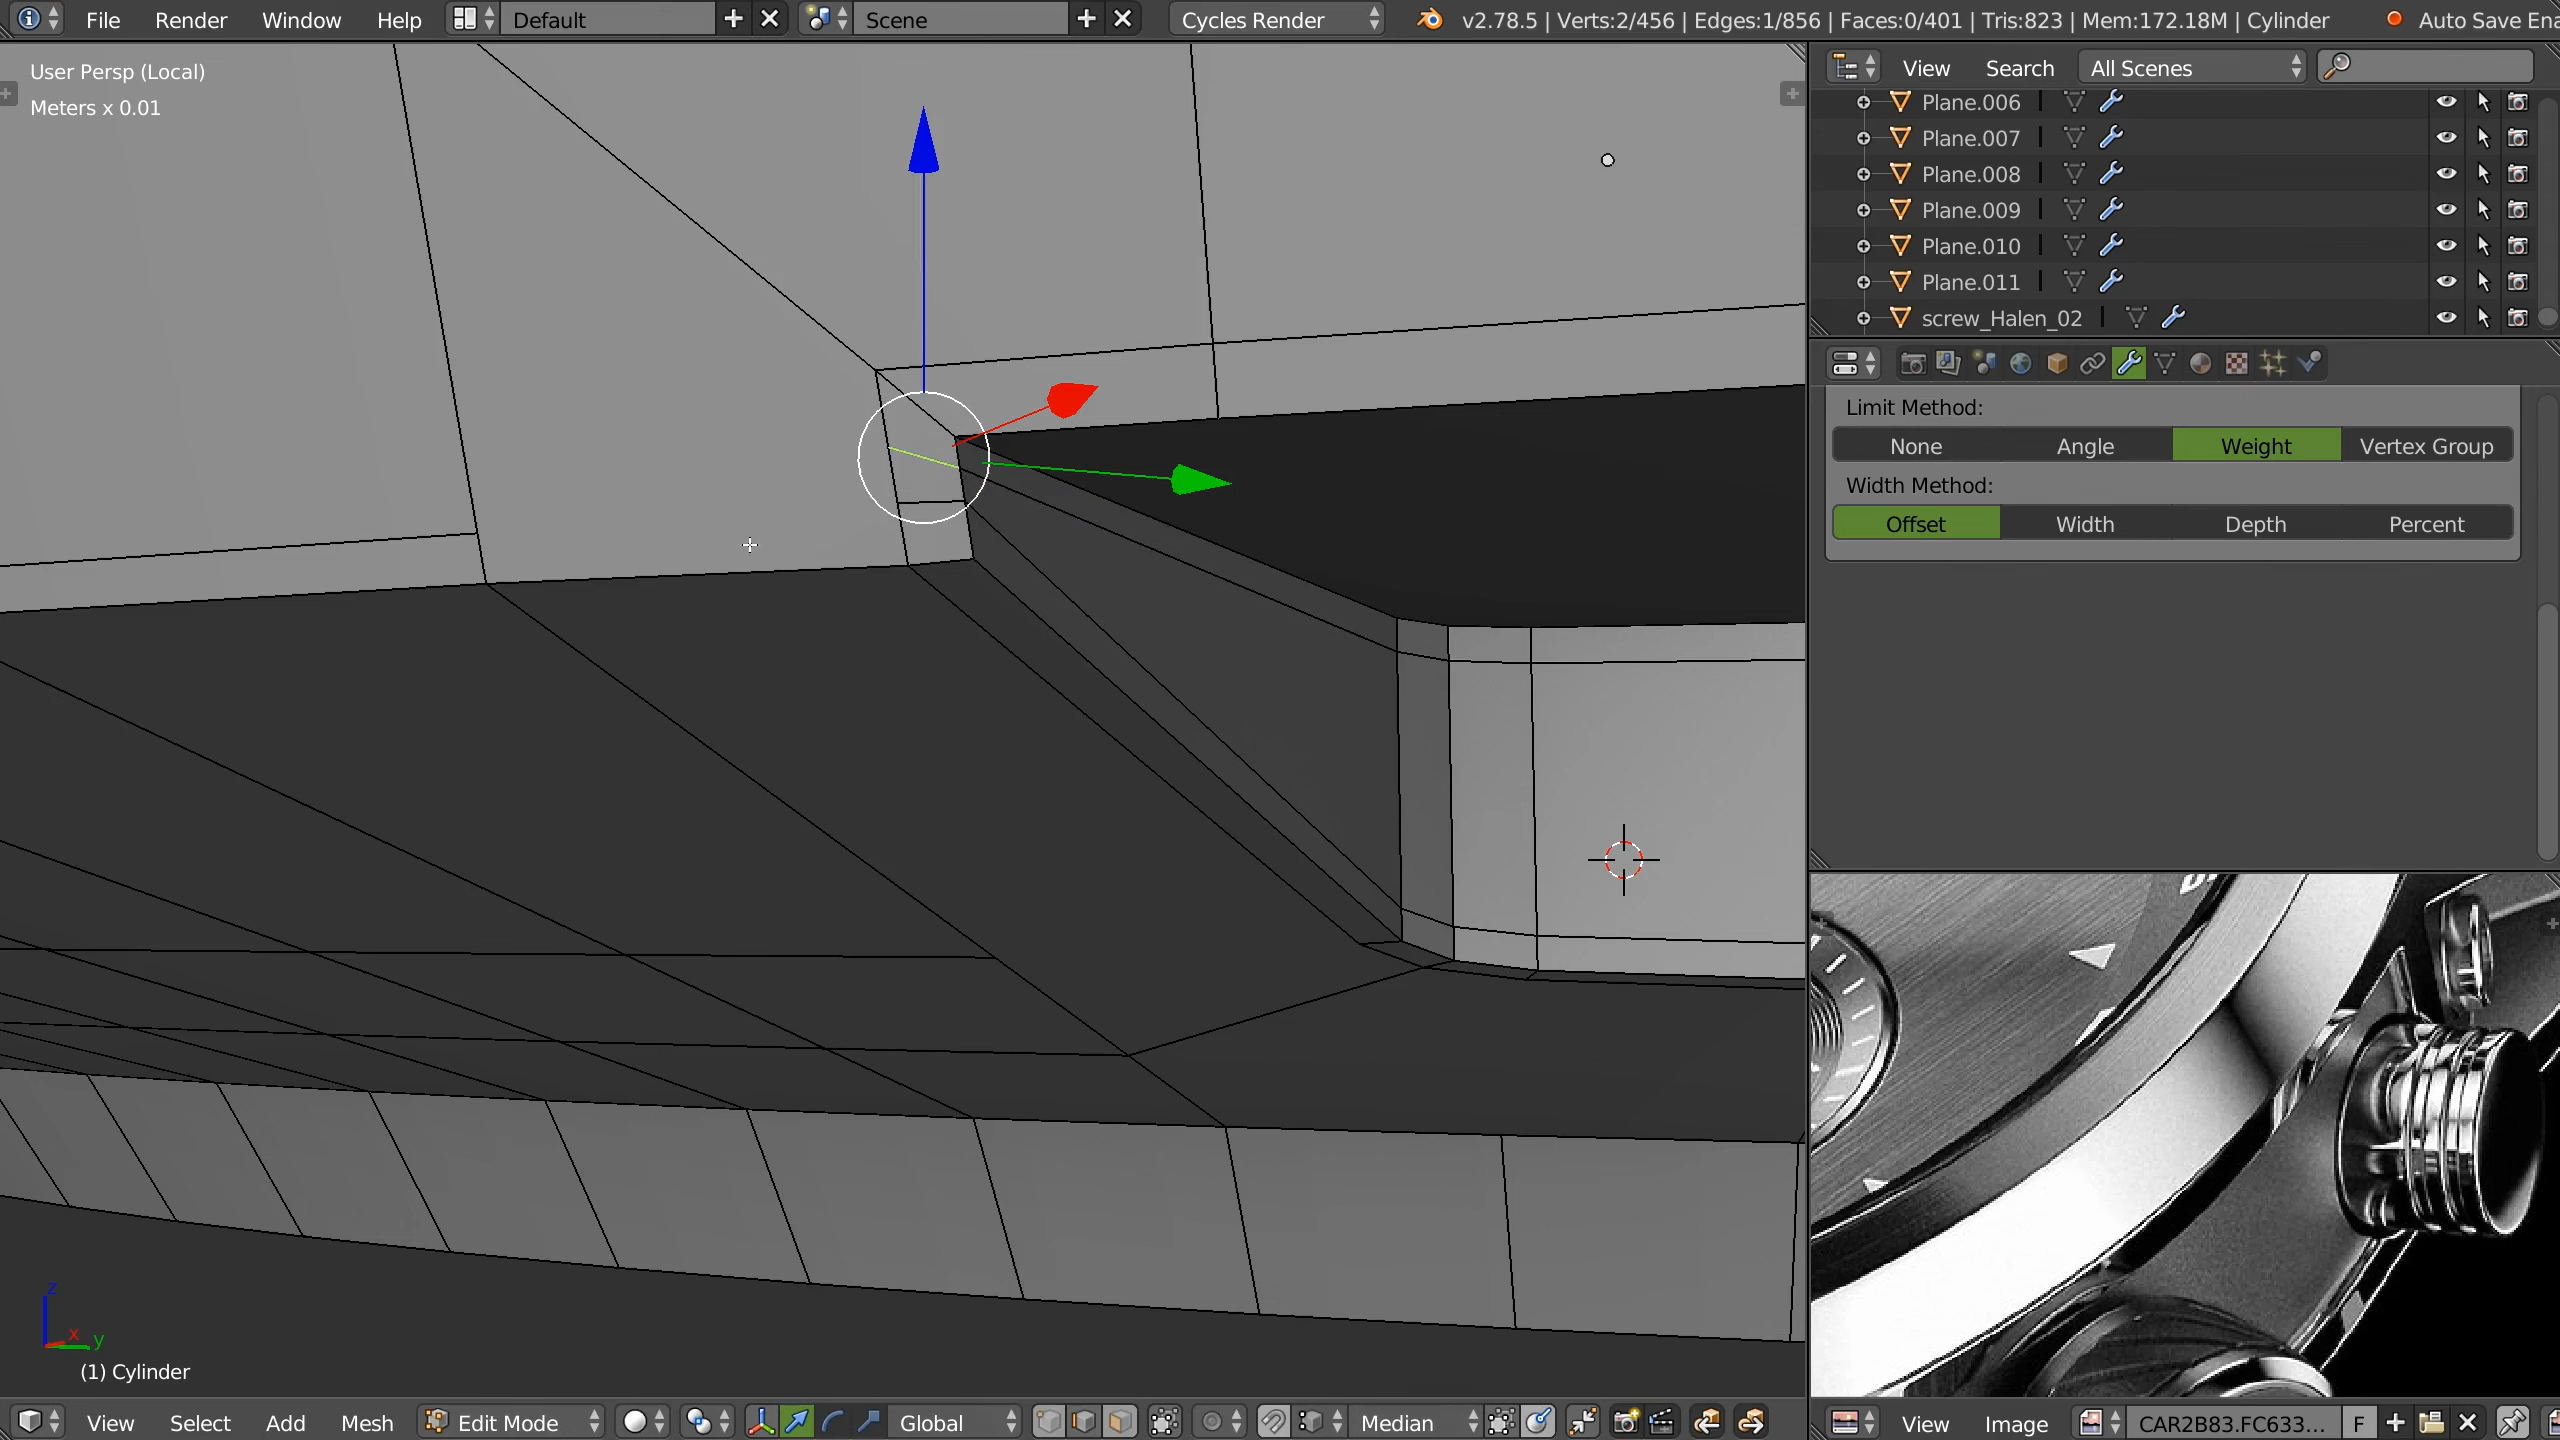 File Render Window Help Default Scene Cycles Render v2.78.5 | Verts:2/456 | Edges:1/856 | Faces:0/401 | Tris:823 | Mem:172.18M | Cylinder Auto Save Ena
User Persp (Local)
Meters x 0.01
View Search All Scenes
Plane.006
Plane.007
Plane.008
Plane.009
Plane.010
Plane.011
screw_Halen_02
Limit Method:
None Angle Weight Vertex Group
Width Method:
Offset Width Depth Percent
z
x y
(1) Cylinder
View Select Add Mesh Edit Mode Global Median
View Image CAR2B83.FC633... F